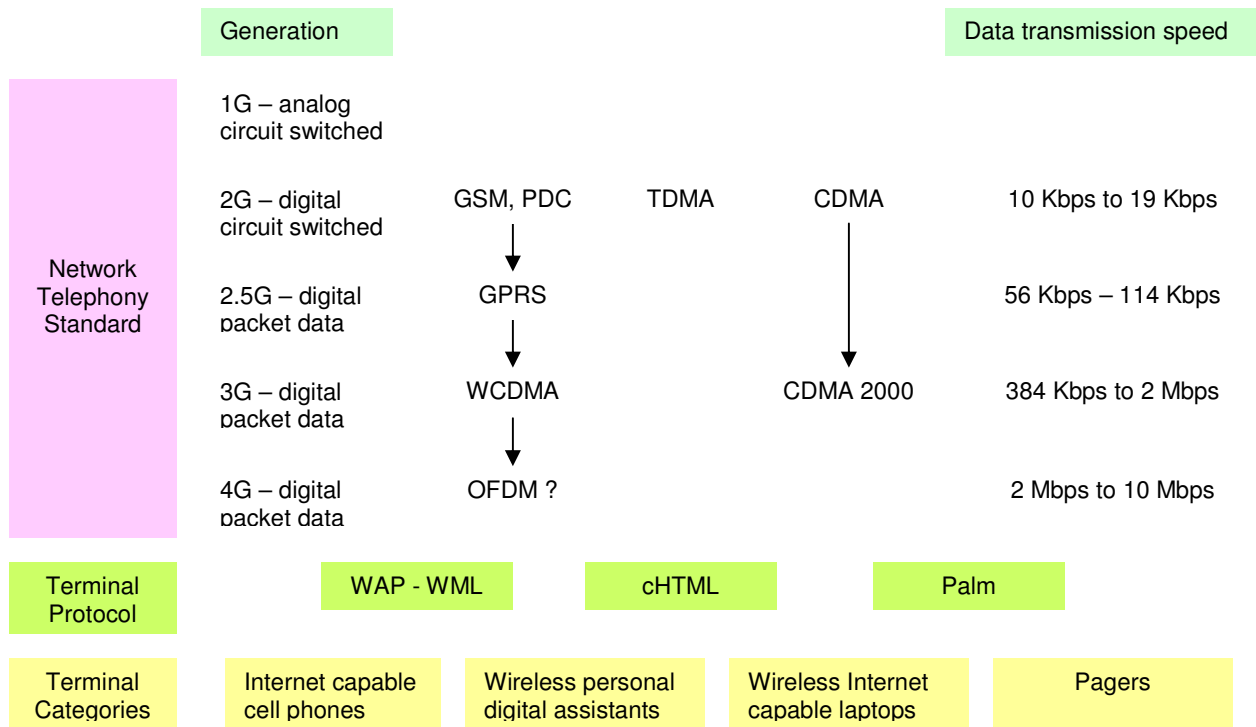 Generation
Data transmission speed
Network
Telephony
Standard
1G – analog
circuit switched
2G – digital
circuit switched
GSM, PDC
TDMA
CDMA
10 Kbps to 19 Kbps
2.5G – digital
packet data
GPRS
56 Kbps – 114 Kbps
3G – digital
packet data
WCDMA
CDMA 2000
384 Kbps to 2 Mbps
4G – digital
packet data
OFDM ?
2 Mbps to 10 Mbps
Terminal
Protocol
WAP - WML
cHTML
Palm
Terminal
Categories
Internet capable
cell phones
Wireless personal
digital assistants
Wireless Internet
capable laptops
Pagers